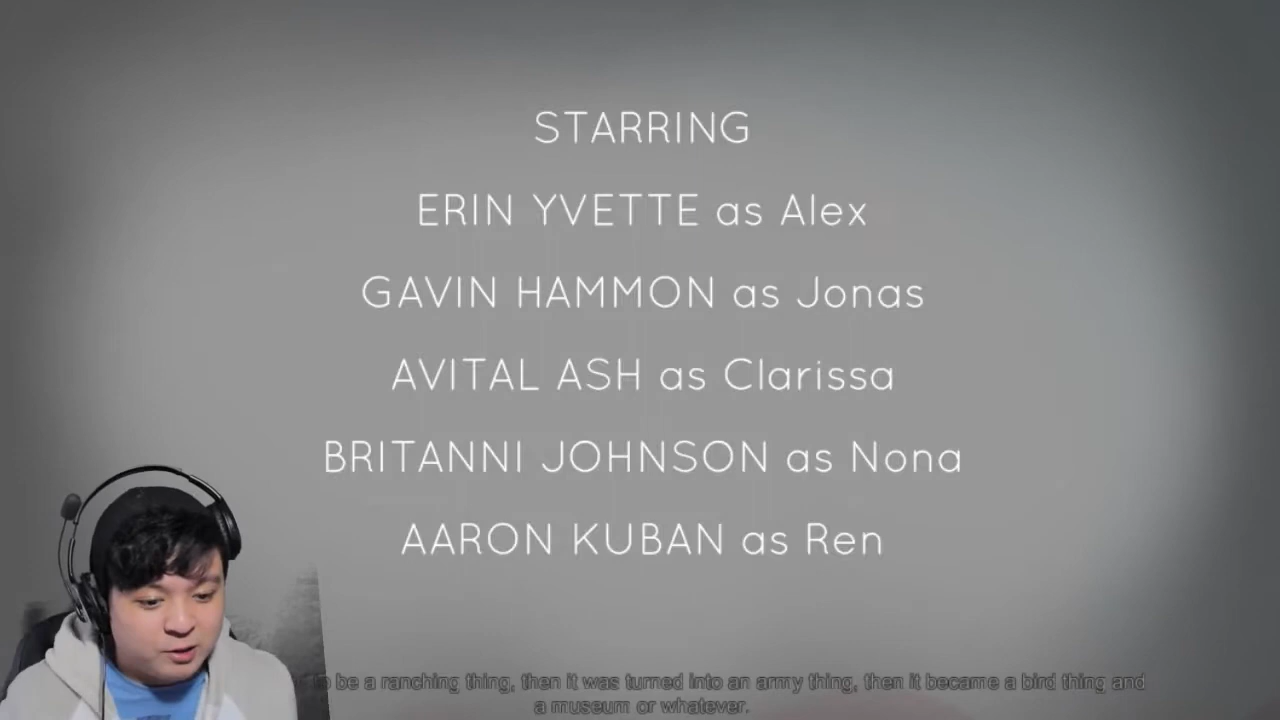 STARRING
ERIN YVETTE as Alex
GAVIN HAMMON as Jonas
AVITAL ASH as Clarissa
BRITANNI JOHNSON as Nona
AARON KUBAN as Ren
to be a ranching thing, then it was turned into an army thing, then it became a bird thing and
a museum or whatever.